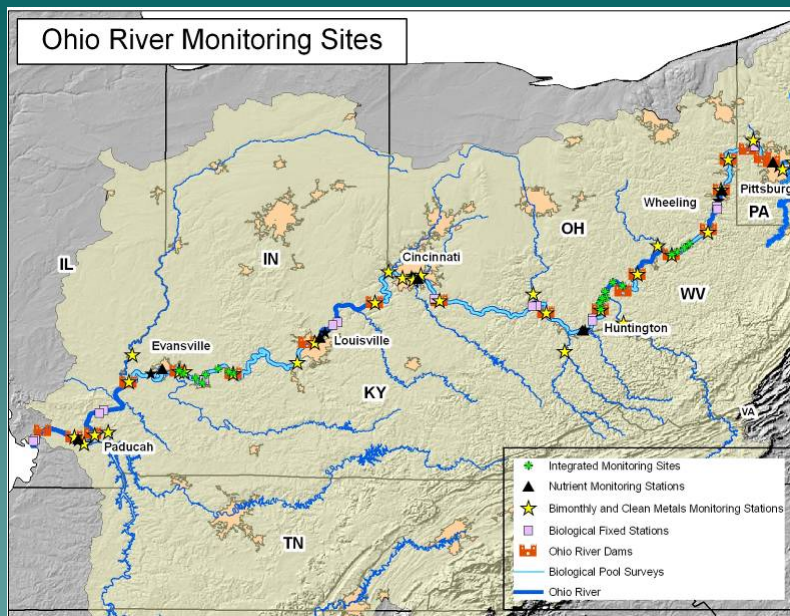 Ohio River Monitoring Sites
Pittsburg
PA
Wheeling
OH
IN
IL
Cincinnati
WV
Huntington
Evansville
Louisville
KY
VA
Paducah
TN
Integrated Monitoring Sites
Nutrient Monitoring Stations
Bimonthly and Clean Metals Monitoring Stations
Biological Fixed Stations
Ohio River Dams
Biological Pool Surveys
Ohio River